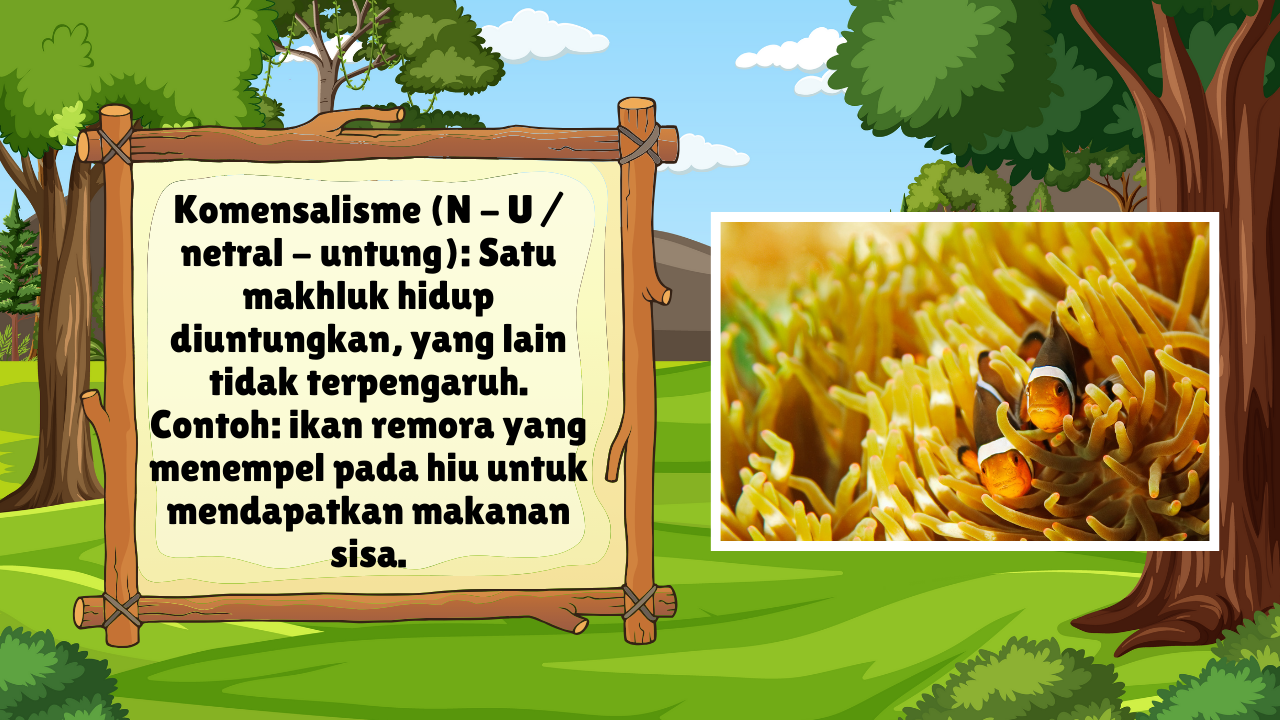 Komensalisme (N – U /
netral – untung): Satu
makhluk hidup
diuntungkan, yang lain
tidak terpengaruh.
Contoh: ikan remora yang
menempel pada hiu untuk
mendapatkan makanan
sisa.